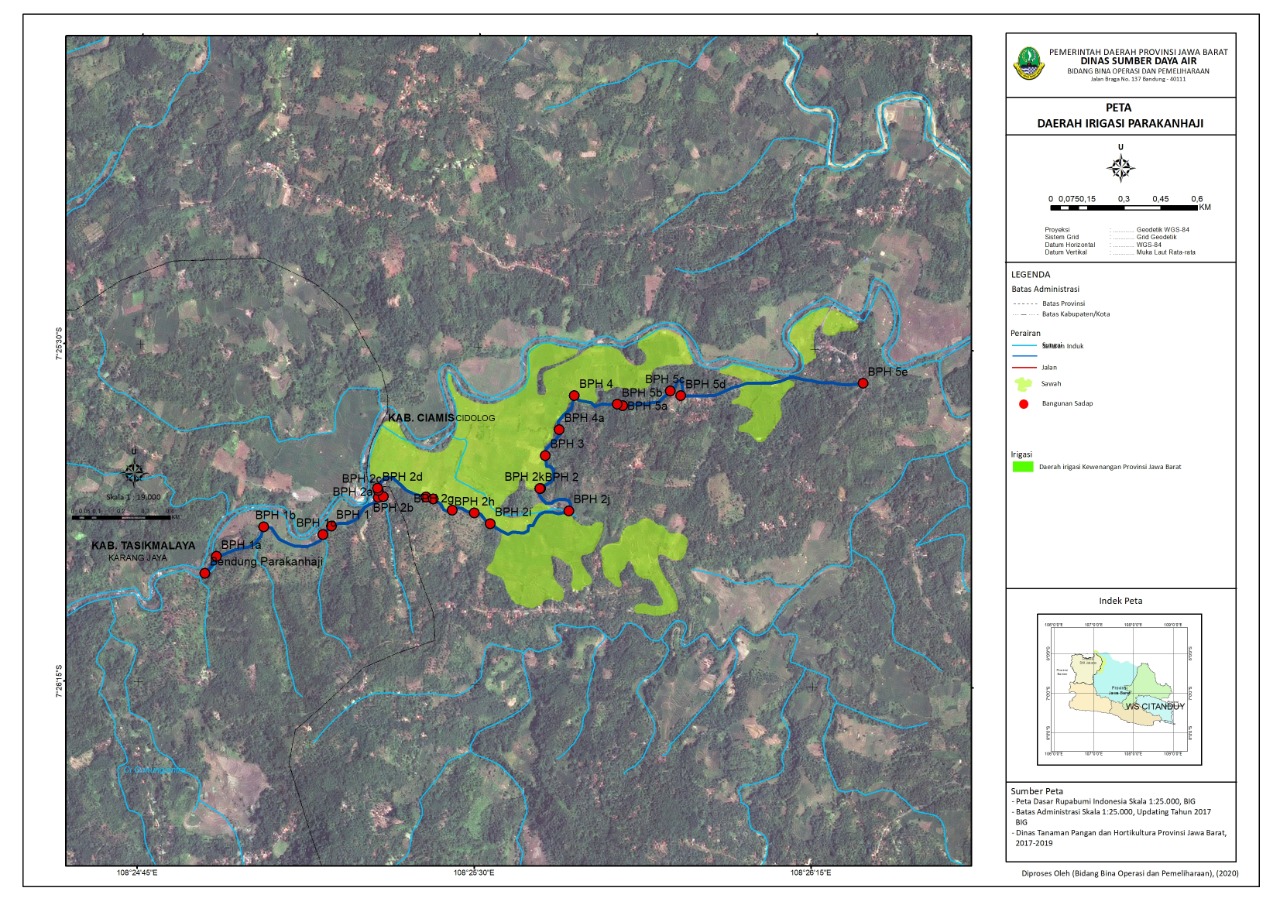 PEMERINTAH DAERAH PROVINSI JAWA BARAT
DINAS SUMBER DAYA AIR
BIDANG BINA OPERASI DAN PEMELIHARAAN
Jalan Braga No. 137 Bandung - 40111
PETA
DAERAH IRIGASI PARAKANHAJI
U
0 0,075 0,15 0,3 0,45 0,6
KM
Proyeksi : ............ Geodetik WGS-84
Sistem Grid : ............ Grid Geodetik
Datum Horizontal : ............ WGS-84
Datum Vertikal : ............ Muka Laut Rata-rata
LEGENDA
Batas Administrasi
Batas Provinsi
Batas Kabupaten/Kota
Perairan
Sungai
Saluran Induk
Jalan
Sawah
Bangunan Sadap
Irigasi
Daerah irigasi Kewenangan Provinsi Jawa Barat
Indek Peta
WS CITANDUY
Sumber Peta
- Peta Dasar Rupabumi Indonesia Skala 1:25.000, BIG
- Batas Administrasi Skala 1:25.000, Updating Tahun 2017
BIG
- Dinas Tanaman Pangan dan Hortikultura Provinsi Jawa Barat,
2017-2019
Diproses Oleh (Bidang Bina Operasi dan Pemeliharaan), (2020)
7°25'30"S
7°26'15"S
108°24'45"E
108°25'30"E
108°26'15"E
BPH 5e
BPH 5c
BPH 5d
BPH 4
BPH 5b
BPH 5a
BPH 4a
KAB. CIAMIS
CIDOLOG
BPH 3
BPH 2d
BPH 2k
BPH 2
BPH 2a
BPH 2b
BPH 2h
BPH 2j
BPH 2i
U
Skala 1 : 19.000
BPH 1b
BPH 1
KAB. TASIKMALAYA
KARANG JAYA
BPH 1a
Bendung Parakanhaji